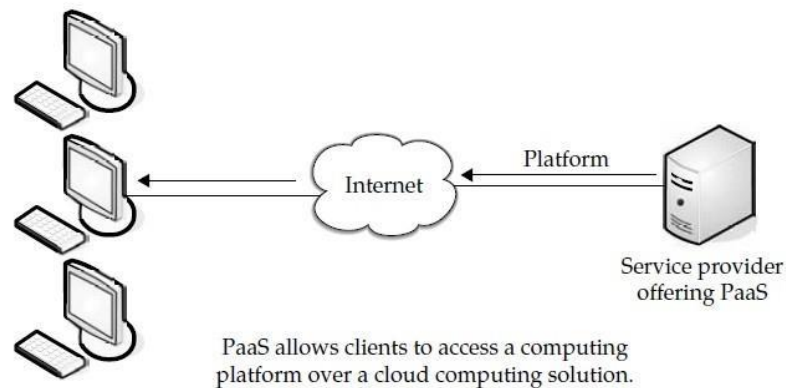 Platform
Internet
Service provider
offering PaaS
PaaS allows clients to access a computing
platform over a cloud computing solution.